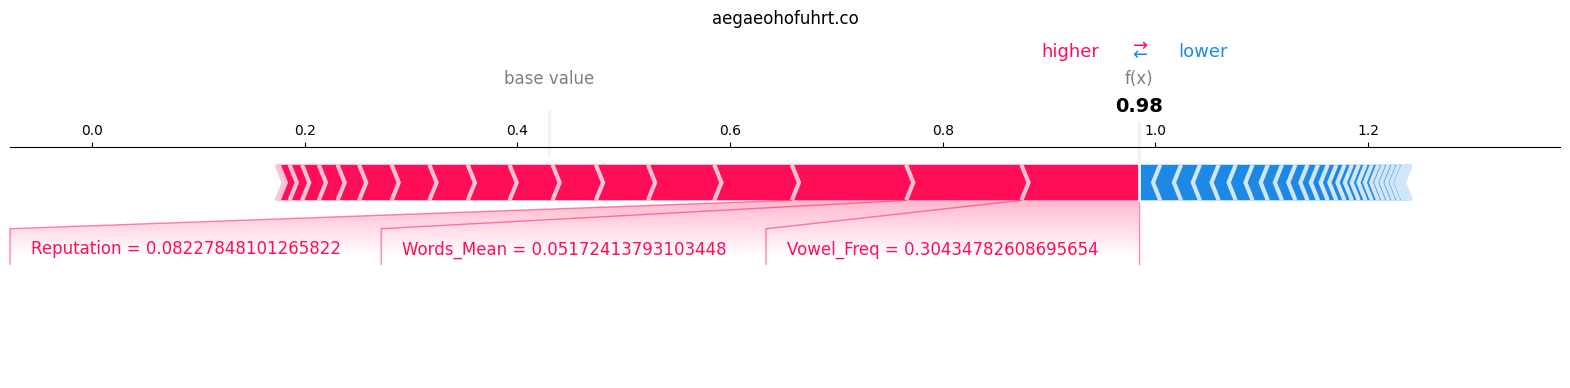 aegaeohofuhrt.co
higher → lower
←
base value f(x)
0.98
0.0 0.2 0.4 0.6 0.8 1.0 1.2
Reputation = 0.08227848101265822 Words_Mean = 0.05172413793103448 Vowel_Freq = 0.30434782608695654